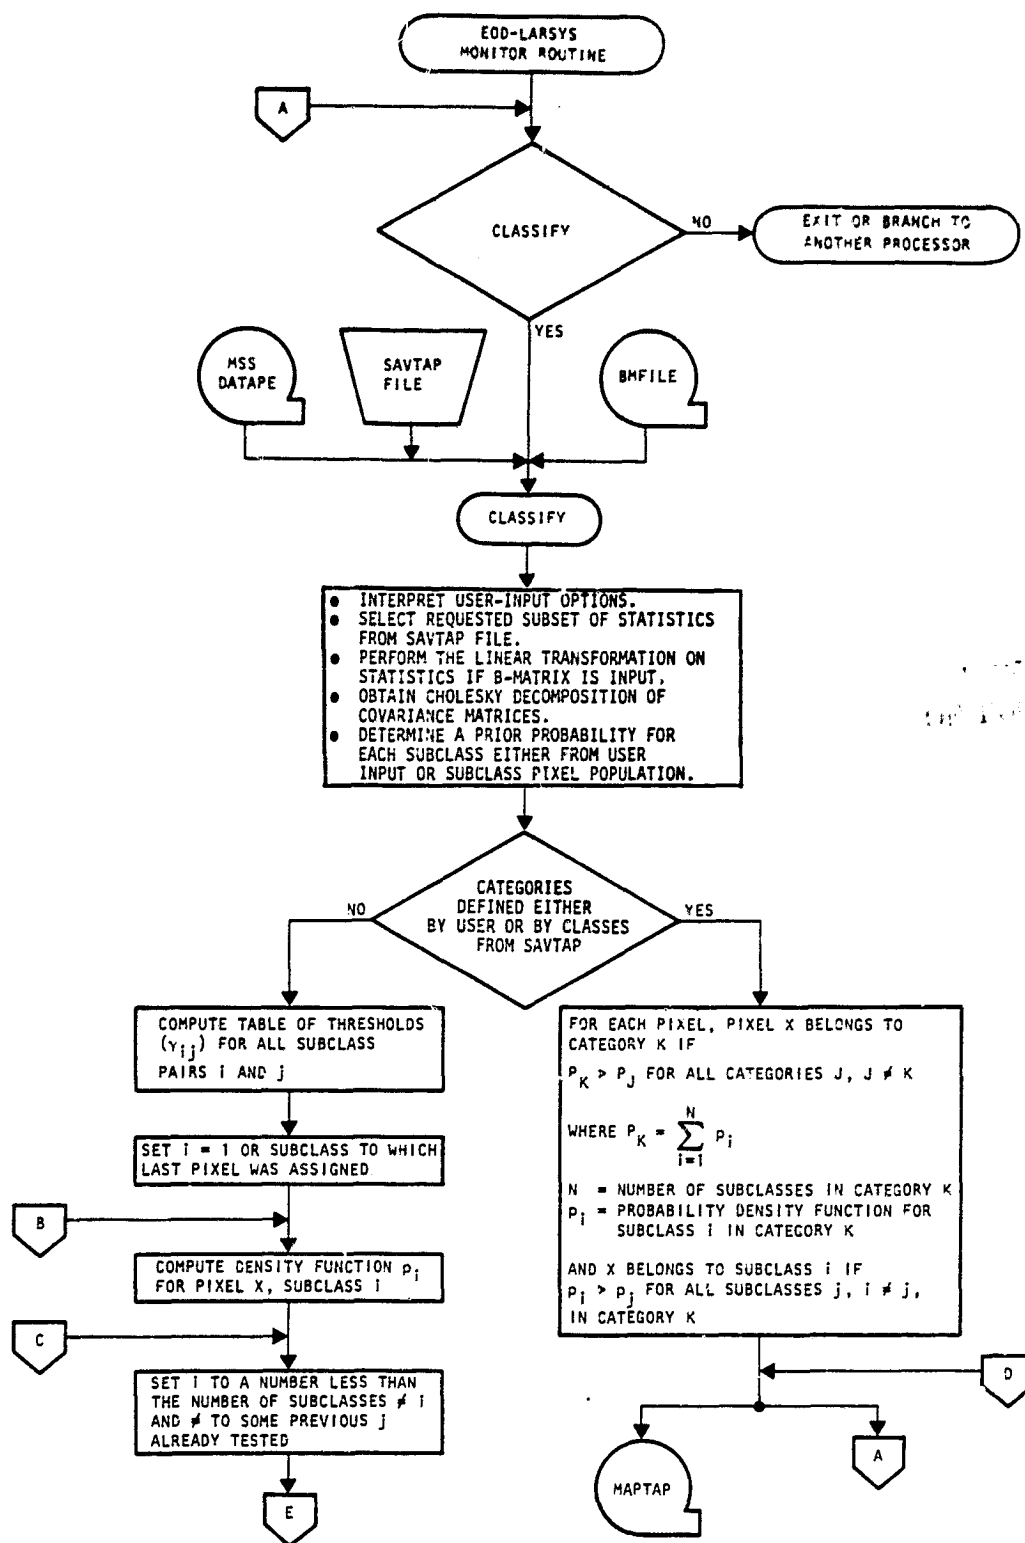 EOD-LARSYS
MONITOR ROUTINE
A
CLASSIFY
NO
EXIT OR BRANCH TO
ANOTHER PROCESSOR
YES
MSS
DATAPE
SAVTAP
FILE
BMFILE
CLASSIFY
● INTERPRET USER-INPUT OPTIONS.
● SELECT REQUESTED SUBSET OF STATISTICS
FROM SAVTAP FILE.
● PERFORM THE LINEAR TRANSFORMATION ON
STATISTICS IF B-MATRIX IS INPUT.
● OBTAIN CHOLESKY DECOMPOSITION OF
COVARIANCE MATRICES.
● DETERMINE A PRIOR PROBABILITY FOR
EACH SUBCLASS EITHER FROM USER
INPUT OR SUBCLASS PIXEL POPULATION.
CATEGORIES
DEFINED EITHER
BY USER OR BY CLASSES
FROM SAVTAP
NO
YES
COMPUTE TABLE OF THRESHOLDS
(γij) FOR ALL SUBCLASS
PAIRS i AND j
SET i = 1 OR SUBCLASS TO WHICH
LAST PIXEL WAS ASSIGNED
B
COMPUTE DENSITY FUNCTION pi
FOR PIXEL X, SUBCLASS i
C
SET i TO A NUMBER LESS THAN
THE NUMBER OF SUBCLASSES ≠ i
AND ≠ TO SOME PREVIOUS j
ALREADY TESTED
E
FOR EACH PIXEL, PIXEL X BELONGS TO
CATEGORY K IF
PK > PJ FOR ALL CATEGORIES J, J ≠ K
WHERE PK = N∑i=1 pi
N = NUMBER OF SUBCLASSES IN CATEGORY K
pi = PROBABILITY DENSITY FUNCTION FOR
SUBCLASS i IN CATEGORY K
AND X BELONGS TO SUBCLASS i IF
pi > pj FOR ALL SUBCLASSES j, i ≠ j,
IN CATEGORY K
D
MAPTAP
A